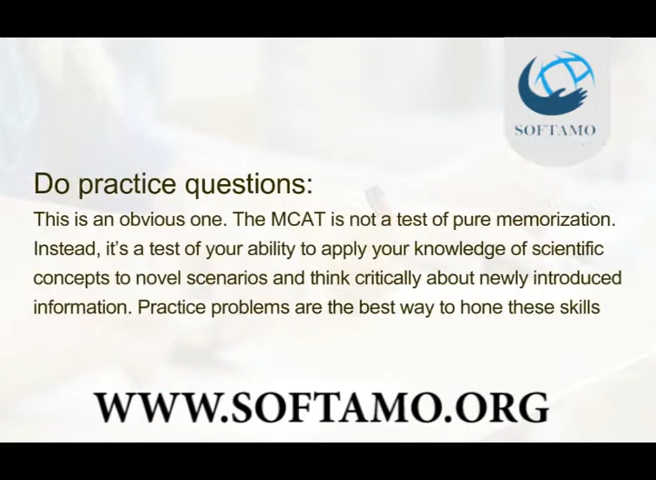 SOFTAMO
Do practice questions:
This is an obvious one. The MCAT is not a test of pure memorization.
Instead, it's a test of your ability to apply your knowledge of scientific
concepts to novel scenarios and think critically about newly introduced
information. Practice problems are the best way to hone these skills
WWW.SOFTAMO.ORG